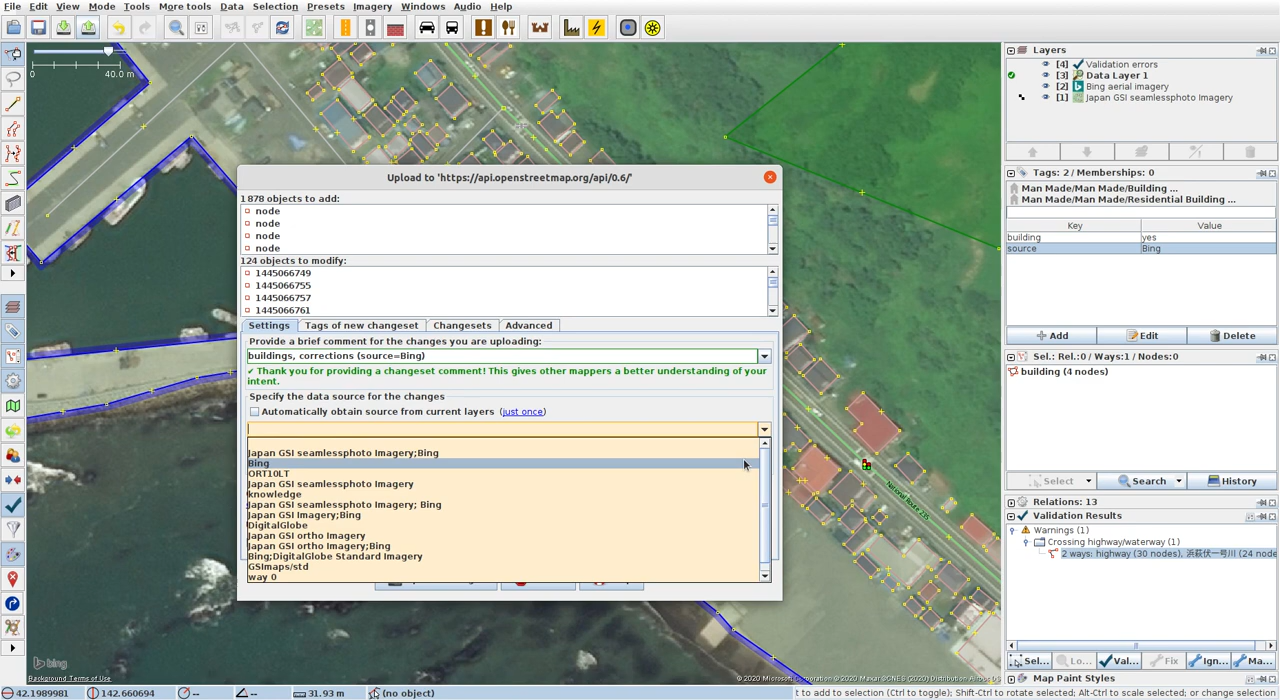 File Edit View Mode Tools More tools Data Selection Presets Imagery Windows Audio Help
0 40.0 m
Upload to 'https://api.openstreetmap.org/api/0.6/'
1 878 objects to add:
node
node
node
node
124 objects to modify:
1445066749
1445066755
1445066757
1445066761
Settings Tags of new changeset Changesets Advanced
Provide a brief comment for the changes you are uploading:
buildings, corrections (source=Bing)
✔ Thank you for providing a changeset comment! This gives other mappers a better understanding of your
intent.
Specify the data source for the changes
Automatically obtain source from current layers (just once)
Japan GSI seamlessphoto Imagery;Bing
Bing
ORT10LT
Japan GSI seamlessphoto Imagery
knowledge
Japan GSI seamlessphoto Imagery; Bing
Japan GSI Imagery;Bing
DigitalGlobe
Japan GSI ortho Imagery
Japan GSI ortho Imagery;Bing
Bing;DigitalGlobe Standard Imagery
GSImaps/std
way 0
Layers
[4] Validation errors
[3] Data Layer 1
[2] Bing aerial imagery
[1] Japan GSI seamlessphoto Imagery
Tags: 2 / Memberships: 0
Man Made/Man Made/Building ...
Man Made/Man Made/Residential Building ...
Key Value
building yes
source Bing
Add Edit Delete
Sel.: Rel.:0 / Ways:1 / Nodes:0
building (4 nodes)
Select Search History
Relations: 13
Validation Results
Warnings (1)
Crossing highway/waterway (1)
2 ways: highway (30 nodes), 浜荻伏一号川 (24 node
Sel... Lo... Val... Fix Ign... Ma...
Map Paint Styles
bing
Background Terms of Use
© 2020 Microsoft Corporation © 2020 Maxar ©CNES (2020) Distribution Airbus DS
42.1989981 142.660694 -- -- 31.93 m (no object)
t to add to selection (Ctrl to toggle); Shift-Ctrl to rotate selected; Alt-Ctrl to scale selected; or change selection